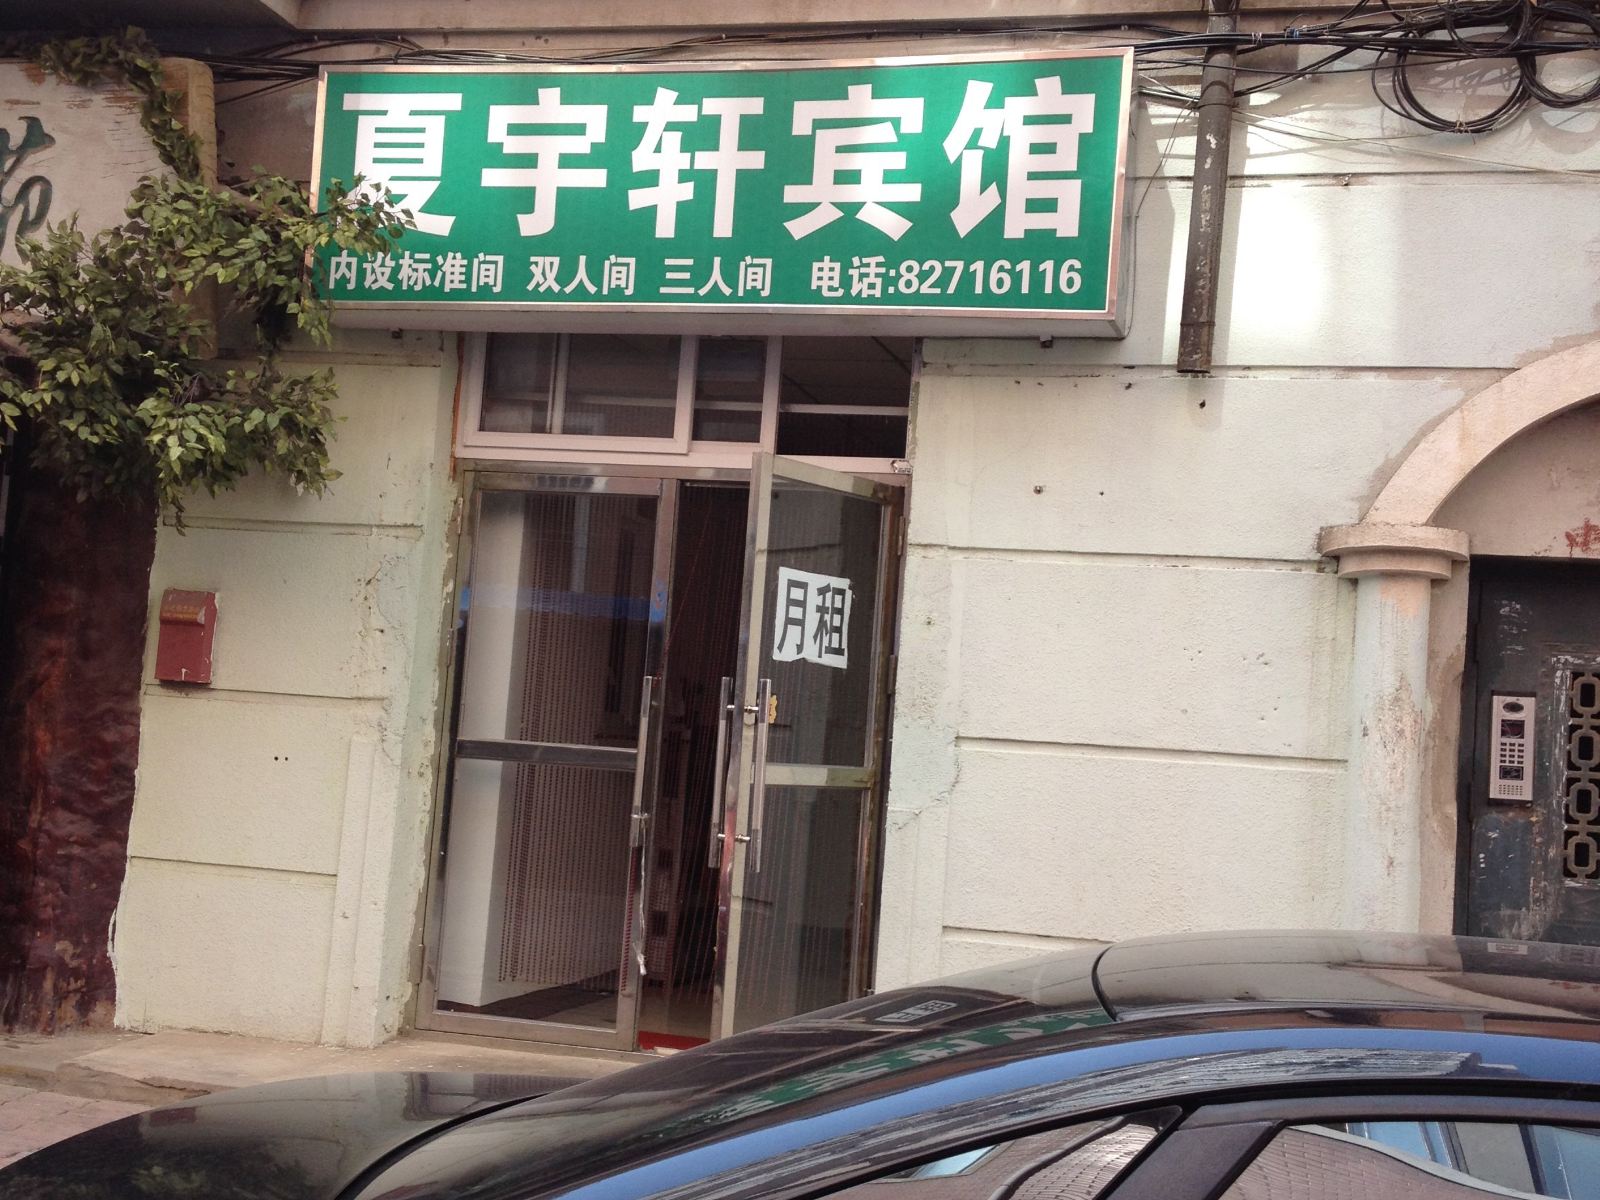 夏宇轩宾馆
内设标准间 双人间 三人间 电话:82716116
月租
苑